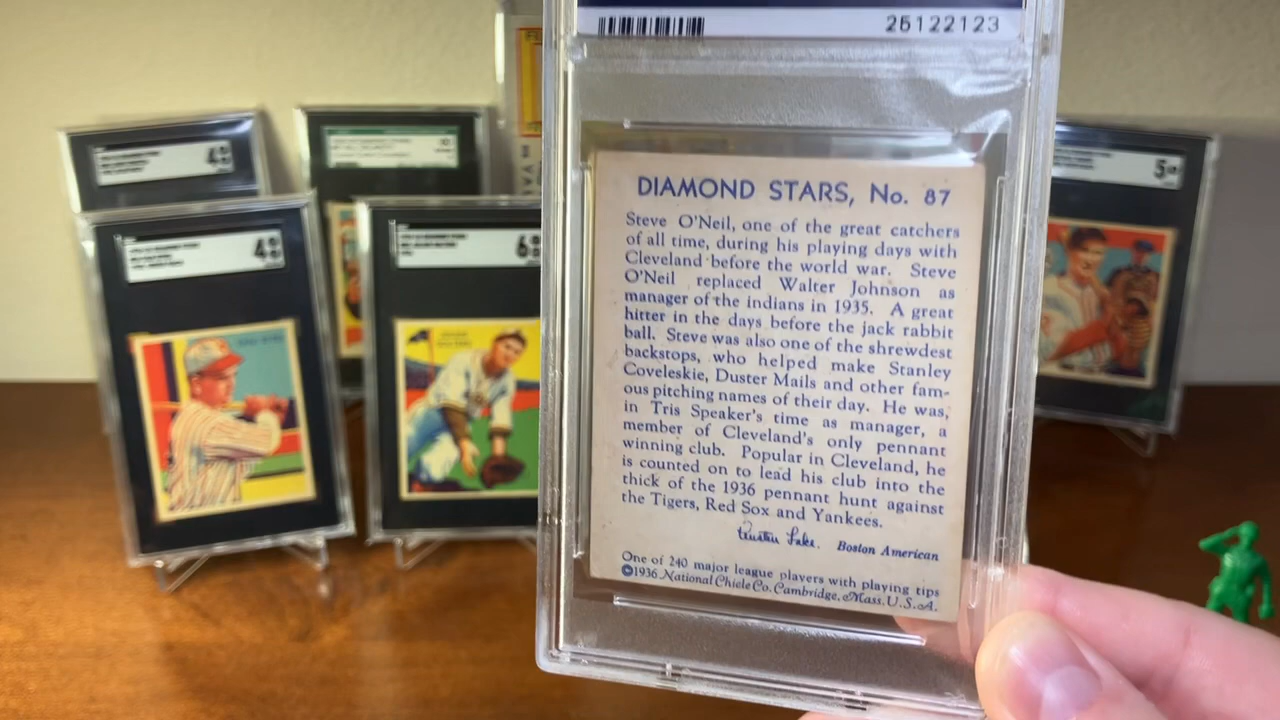 25122123
DIAMOND STARS, No. 87
Steve O'Neil, one of the great catchers
of all time, during his playing days with
Cleveland before the world war. Steve
O'Neil replaced Walter Johnson as
manager of the indians in 1935. A great
hitter in the days before the jack rabbit
ball. Steve was also one of the shrewdest
backstops, who helped make Stanley
Coveleskie, Duster Mails and other fam-
ous pitching names of their day. He was,
in Tris Speaker's time as manager, a
member of Cleveland's only pennant
winning club. Popular in Cleveland, he
is counted on to lead his club into the
thick of the 1936 pennant hunt against
the Tigers, Red Sox and Yankees.
Boston American
One of 240 major league players with playing tips
©1936 National Chicle Co. Cambridge, Mass. U.S.A.
4
4
6
5